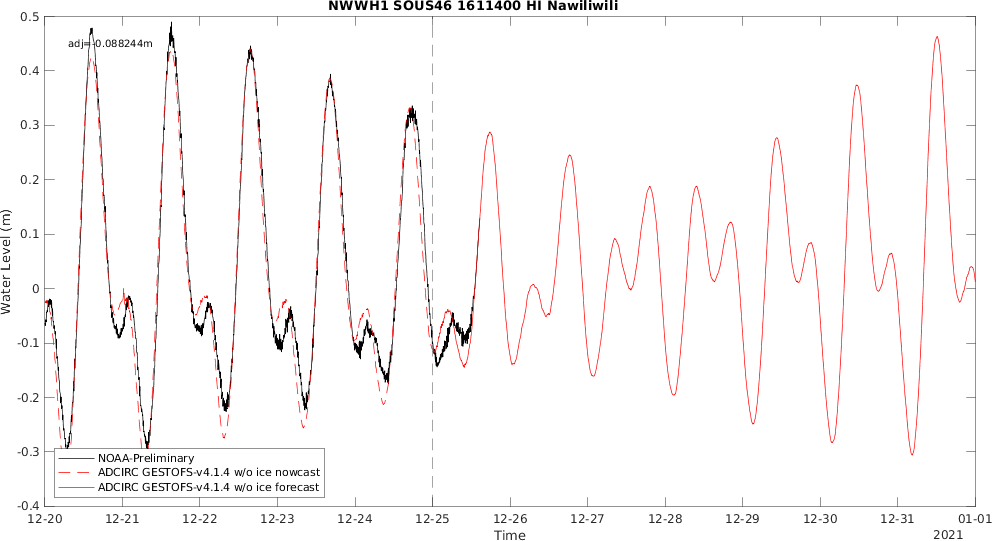 NWWH1 SOUS46 1611400 HI Nawiliwili
adj=-0.088244m
Water Level (m)
0.5
0.4
0.3
0.2
0.1
0
-0.1
-0.2
-0.3
-0.4
NOAA-Preliminary
ADCIRC GESTOFS-v4.1.4 w/o ice nowcast
ADCIRC GESTOFS-v4.1.4 w/o ice forecast
12-20 12-21 12-22 12-23 12-24 12-25 12-26 12-27 12-28 12-29 12-30 12-31 01-01
Time
2021